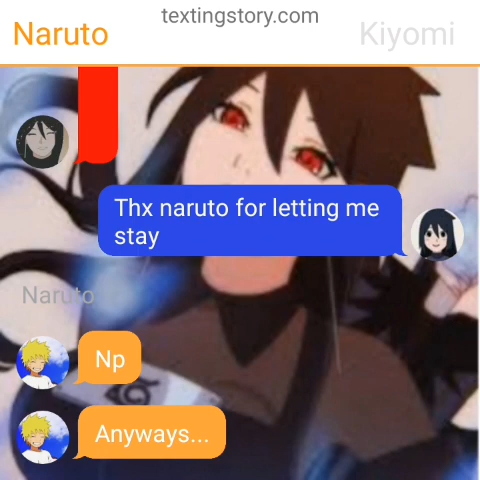 textingstory.com
Naruto Kiyomi
Thx naruto for letting me
stay
Naruto
Np
Anyways...